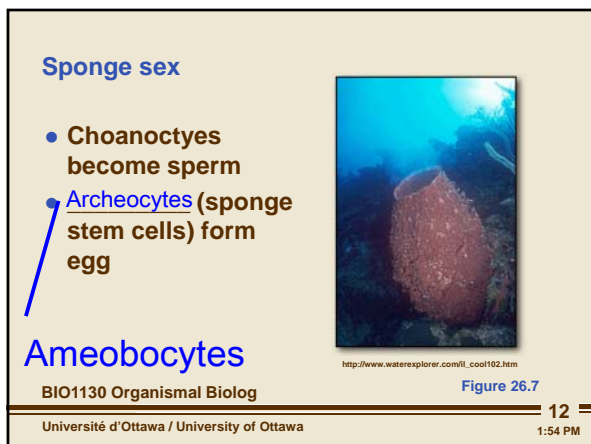 Sponge sex
• Choanoctyes
become sperm
• Archeocytes (sponge
stem cells) form
egg
Ameobocytes
http://www.waterexplorer.com/il_cool102.htm
Figure 26.7
BIO1130 Organismal Biolog
12
Université d'Ottawa / University of Ottawa
1:54 PM